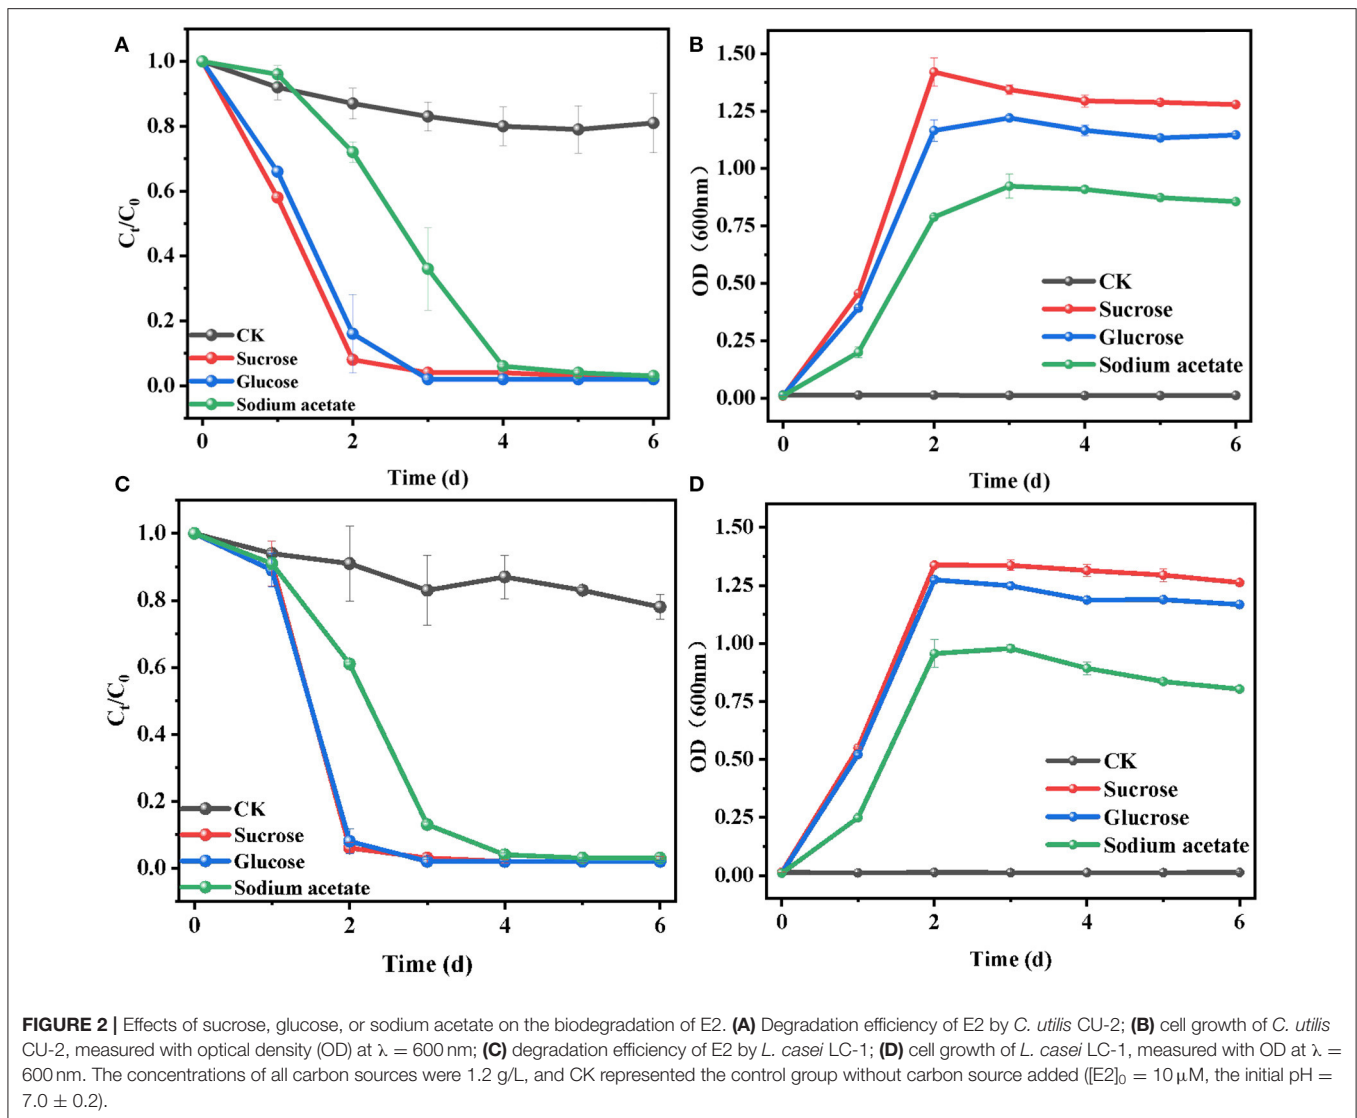 A
1.0
0.8
0.6
0.4
0.2
0.0
Cₜ/C₀
CK
Sucrose
Glucose
Sodium acetate
0 2 4 6
Time (d)
B
1.50
1.25
1.00
0.75
0.50
0.25
0.00
OD（600nm）
CK
Sucrose
Glucrose
Sodium acetate
0 2 4 6
Time (d)
C
1.0
0.8
0.6
0.4
0.2
0.0
Cₜ/C₀
CK
Sucrose
Glucose
Sodium acetate
0 2 4 6
Time (d)
D
1.50
1.25
1.00
0.75
0.50
0.25
0.00
OD（600nm）
CK
Sucrose
Glucrose
Sodium acetate
0 2 4 6
Time (d)
FIGURE 2 | Effects of sucrose, glucose, or sodium acetate on the biodegradation of E2. (A) Degradation efficiency of E2 by C. utilis CU-2; (B) cell growth of C. utilis
CU-2, measured with optical density (OD) at λ = 600 nm; (C) degradation efficiency of E2 by L. casei LC-1; (D) cell growth of L. casei LC-1, measured with OD at λ =
600 nm. The concentrations of all carbon sources were 1.2 g/L, and CK represented the control group without carbon source added ([E2]₀ = 10 μM, the initial pH =
7.0 ± 0.2).